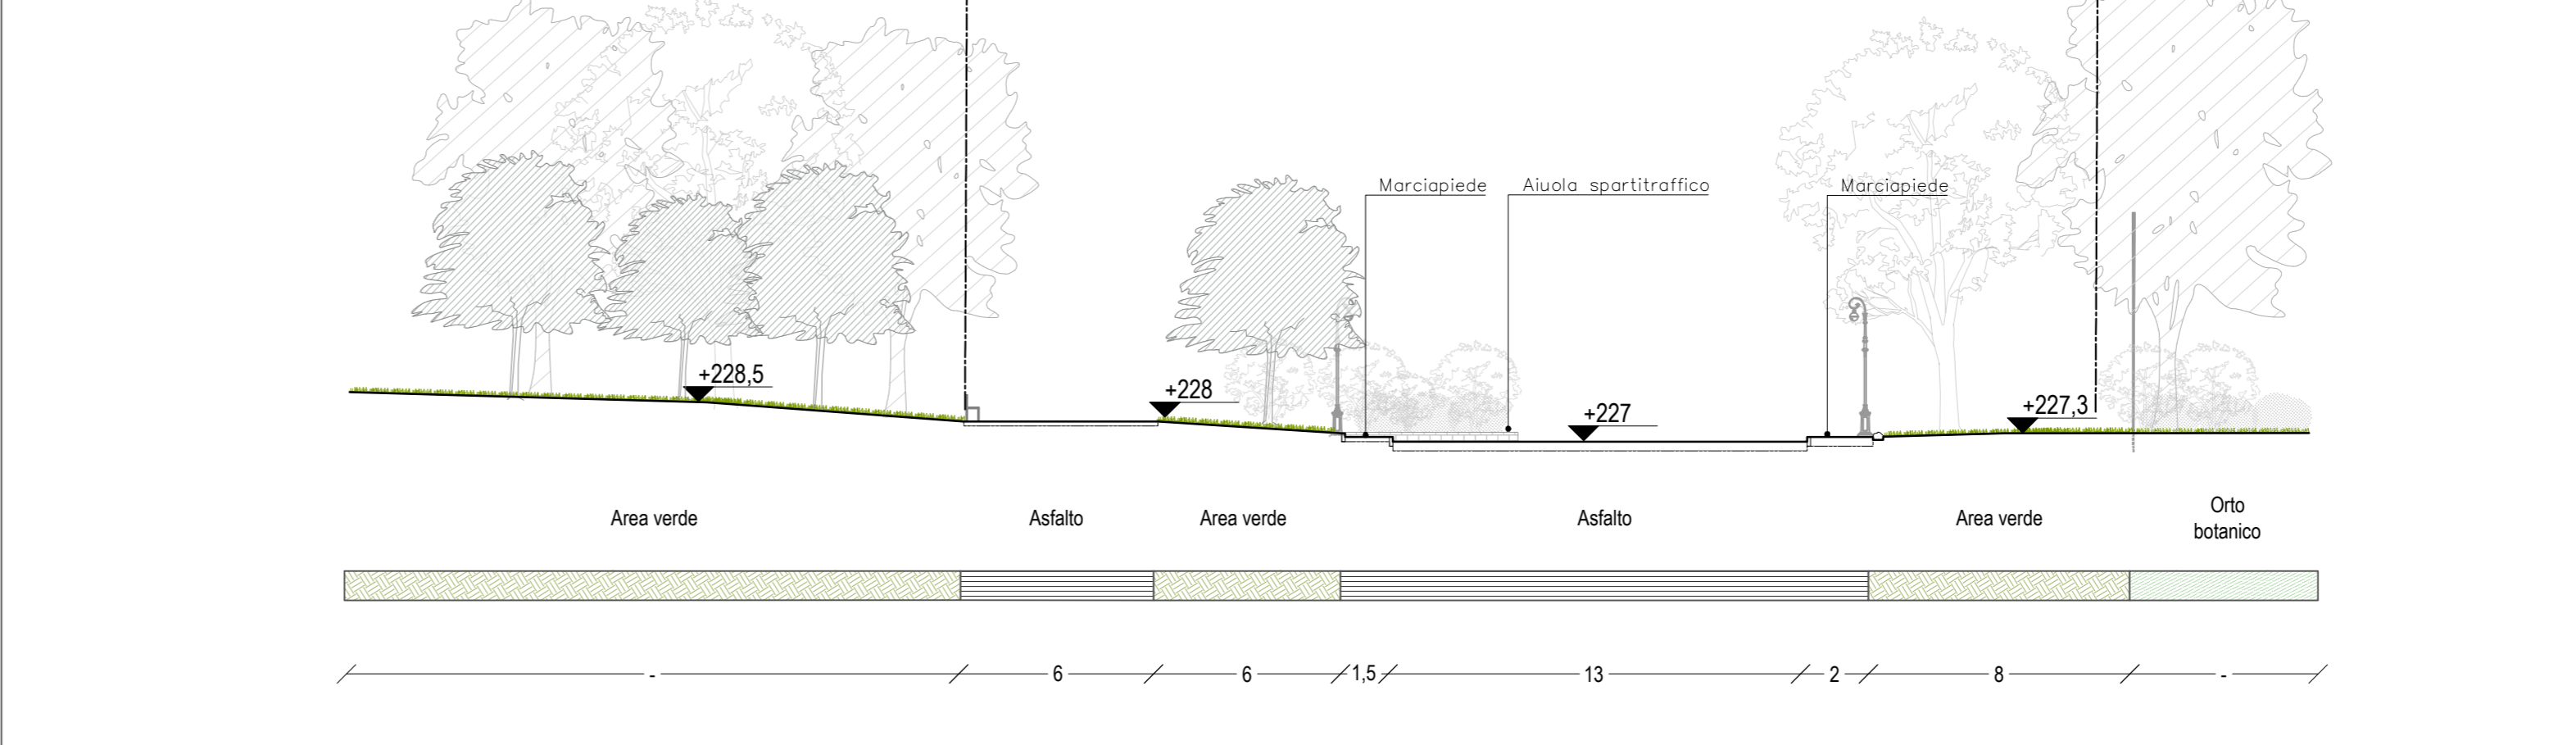 Marciapiede
Aiuola spartitraffico
Marciapiede
+228,5
+228
+227
+227,3
Area verde
Asfalto
Area verde
Asfalto
Area verde
Orto
botanico
-
6
6
1,5
13
2
8
-